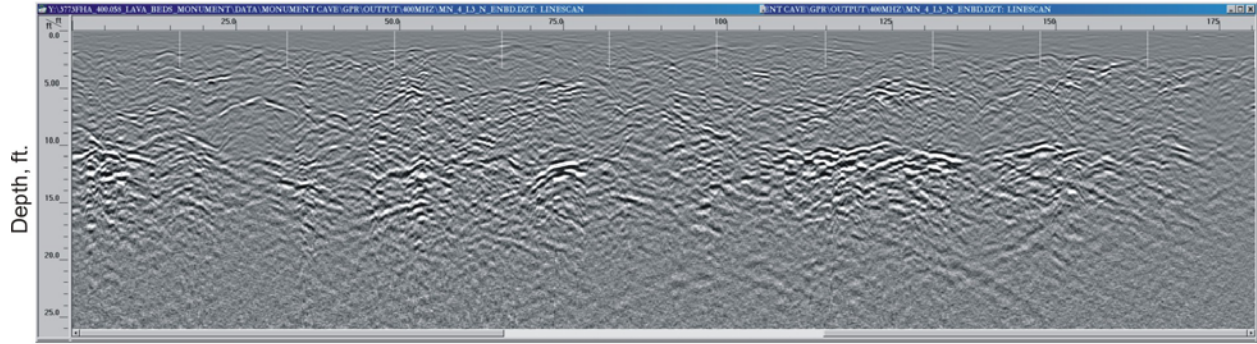 Y:\3773FHA_400.058_LAVA_BEDS_MONUMENT\DATA\MONUMENT CAVE\GPR\OUTPUT\400MHZ\MN_4_L3_N_ENBD.DZT: LINESCAN
ENT CAVE\GPR\OUTPUT\400MHZ\MN_4_L3_N_ENBD.DZT: LINESCAN
ft / ft
25.0 50.0 75.0 100 125 150 175
0.0
5.00
10.0
15.0
20.0
25.0
Depth, ft.